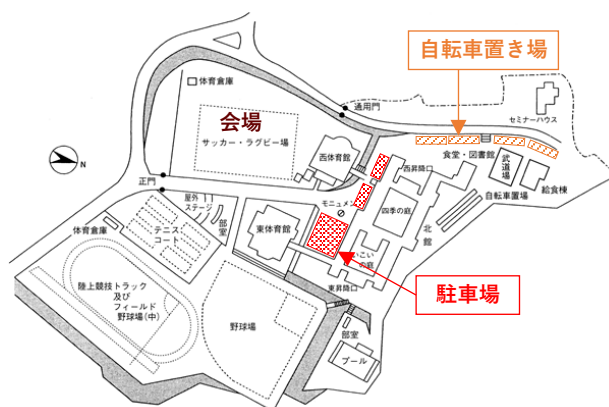 自転車置き場
体育倉庫
会場
通用門
セミナーハウス
サッカー・ラグビー場
西体育館
食堂・図書館
武道場
給食棟
西昇降口
N
正門
屋外
ステージ
部室
モニュメン
四季の庭
北館
自転車置場
体育倉庫
テニス
コート
東体育館
いこい
の庭
東昇降口
駐車場
陸上競技トラック
及び
フィールド
野球場(中)
野球場
部室
プール